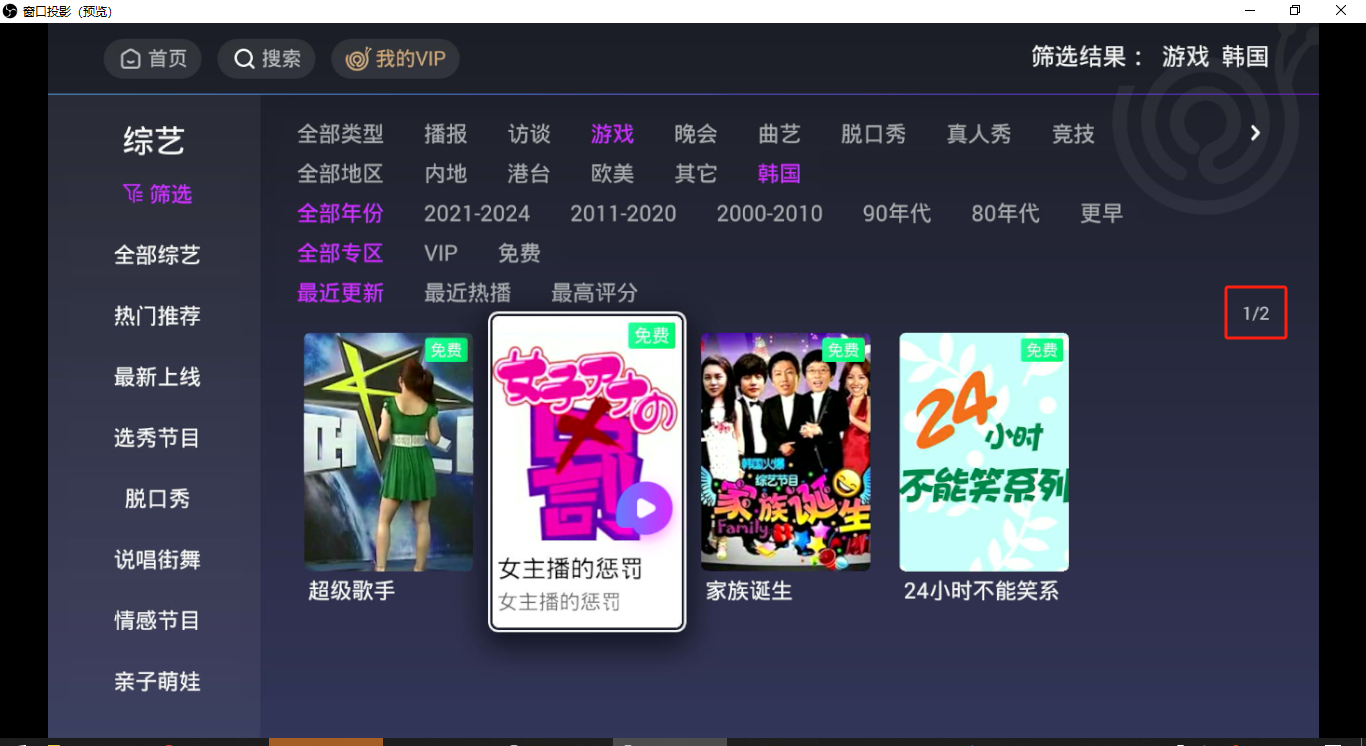 窗口投影 (预览)
首页 搜索 我的VIP 筛选结果： 游戏 韩国
综艺
筛选
全部综艺
热门推荐
最新上线
选秀节目
脱口秀
说唱街舞
情感节目
亲子萌娃
全部类型 播报 访谈 游戏 晚会 曲艺 脱口秀 真人秀 竞技
全部地区 内地 港台 欧美 其它 韩国
全部年份 2021-2024 2011-2020 2000-2010 90年代 80年代 更早
全部专区 VIP 免费
最近更新 最近热播 最高评分
1/2
免费
超级歌手
免费
女子アナの
罰
女主播的惩罚
女主播的惩罚
免费
韩国火爆
综艺节目
家族诞生
Family
家族诞生
免费
24
小时
不能笑系列
24小时不能笑系